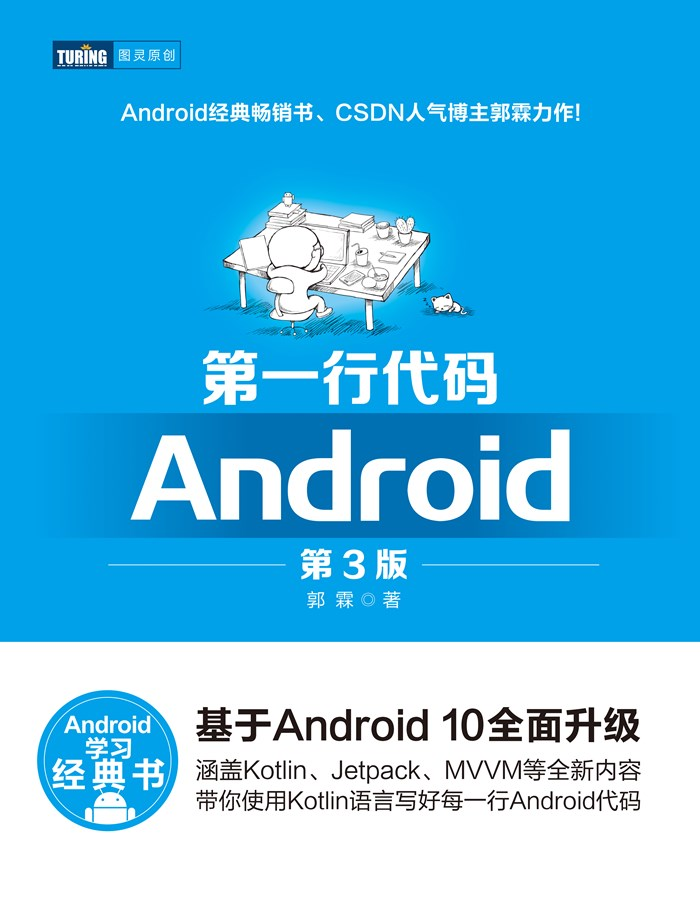 TURING 图灵原创
Android经典畅销书、CSDN人气博主郭霖力作!
第一行代码
Android
第3版
郭霖◎著
Android
学习
经典书
基于Android 10全面升级
涵盖Kotlin、Jetpack、MVVM等全新内容
带你使用Kotlin语言写好每一行Android代码